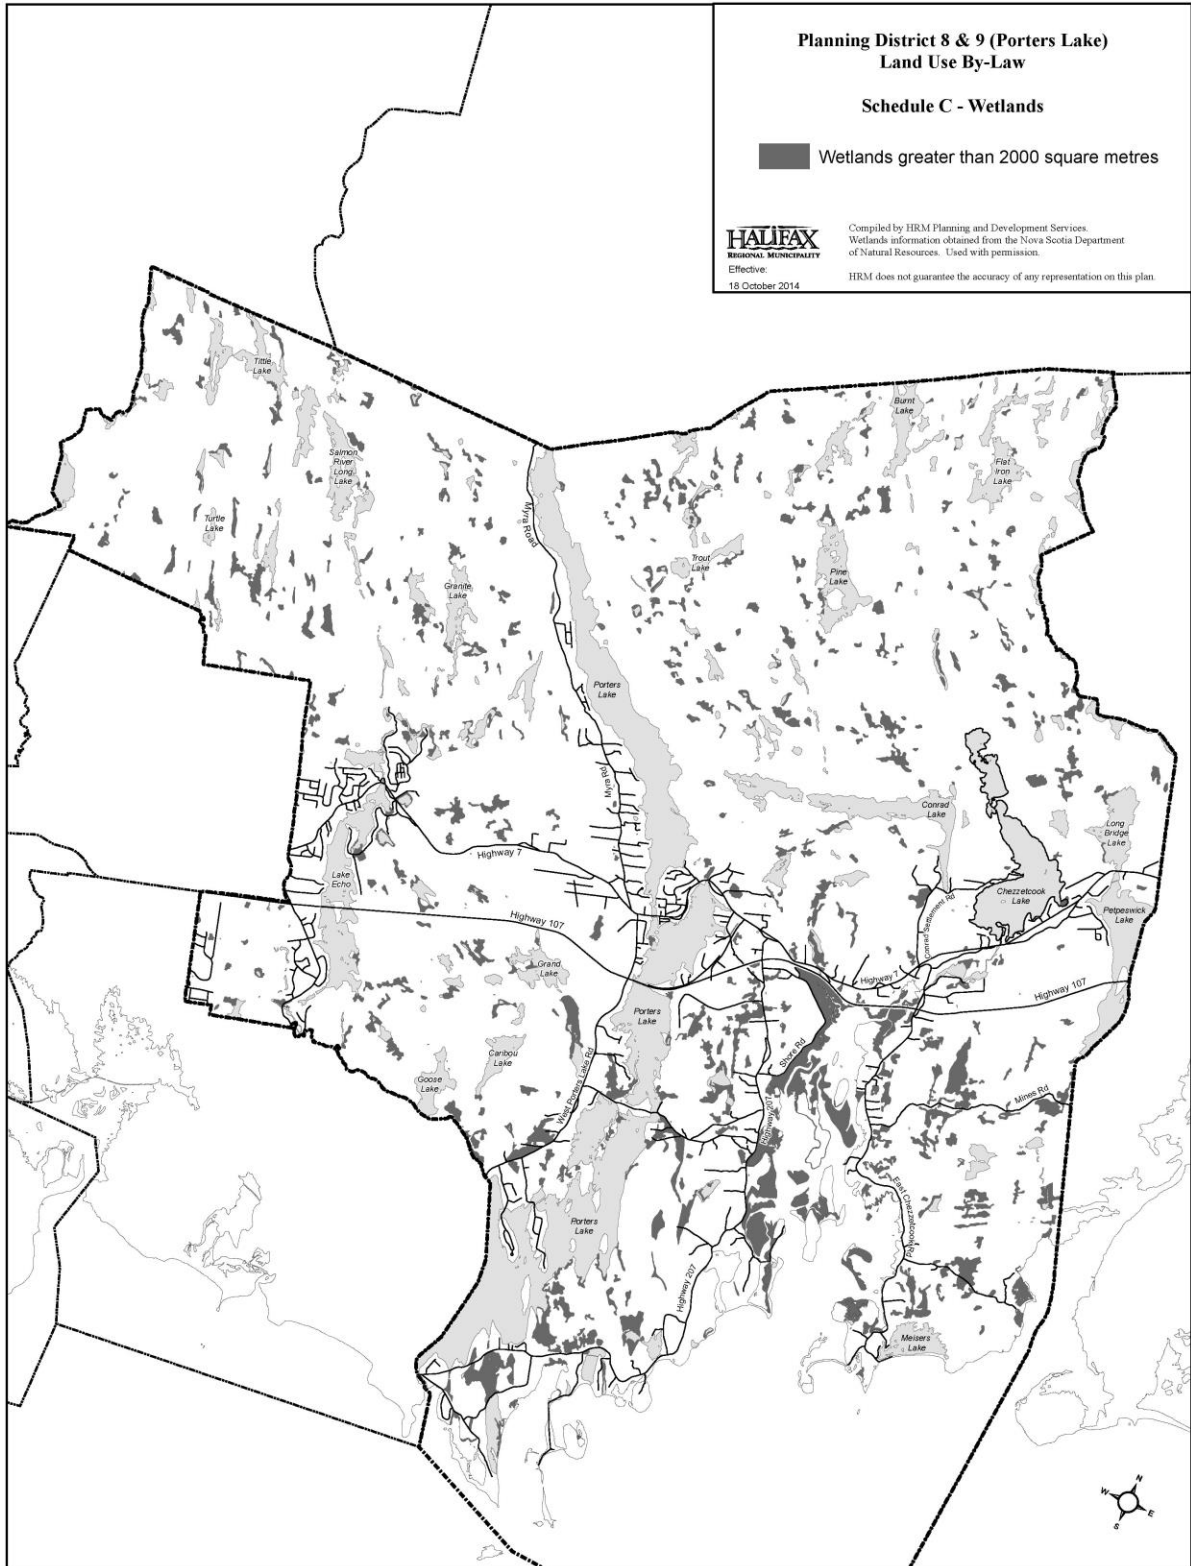 Planning District 8 & 9 (Porters Lake)
Land Use By-Law
Schedule C - Wetlands
Wetlands greater than 2000 square metres
HALIFAX
REGIONAL MUNICIPALITY
Effective:
18 October 2014
Compiled by HRM Planning and Development Services.
Wetlands information obtained from the Nova Scotia Department
of Natural Resources. Used with permission.
HRM does not guarantee the accuracy of any representation on this plan.
Tittle
Lake
Burnt
Lake
Salmon
River
Long
Lake
Flat
Iron
Lake
Turtle
Lake
Myra Road
Trout
Lake
Pine
Lake
Granite
Lake
Porters
Lake
Myra Rd
Conrad
Lake
Long
Bridge
Lake
Highway 7
Lake
Echo
Chezzetcook
Lake
Conrad Settlement Rd
Petpeswick
Lake
Highway 107
Grand
Lake
Highway 7
Highway 107
Porters
Lake
Caribou
Lake
Goose
Lake
West Porters Lake Rd
Shore Rd
Highway 207
Mines Rd
East Chezzetcook Rd
Porters
Lake
Highway 207
Meisers
Lake
N
W
E
S